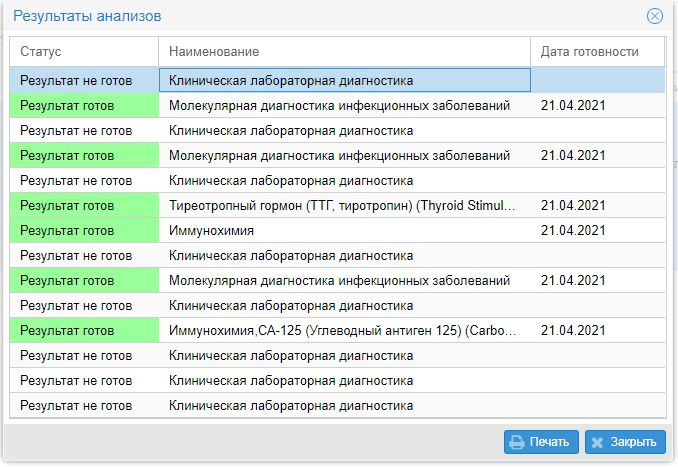 Результаты анализов
Статус Наименование Дата готовности
Результат не готов Клиническая лабораторная диагностика
Результат готов Молекулярная диагностика инфекционных заболеваний 21.04.2021
Результат не готов Клиническая лабораторная диагностика
Результат готов Молекулярная диагностика инфекционных заболеваний 21.04.2021
Результат не готов Клиническая лабораторная диагностика
Результат готов Тиреотропный гормон (ТТГ, тиротропин) (Thyroid Stimul... 21.04.2021
Результат готов Иммунохимия 21.04.2021
Результат не готов Клиническая лабораторная диагностика
Результат готов Молекулярная диагностика инфекционных заболеваний 21.04.2021
Результат не готов Клиническая лабораторная диагностика
Результат готов Иммунохимия,СА-125 (Углеводный антиген 125) (Carbo... 21.04.2021
Результат не готов Клиническая лабораторная диагностика
Результат не готов Клиническая лабораторная диагностика
Результат не готов Клиническая лабораторная диагностика
Печать Закрыть